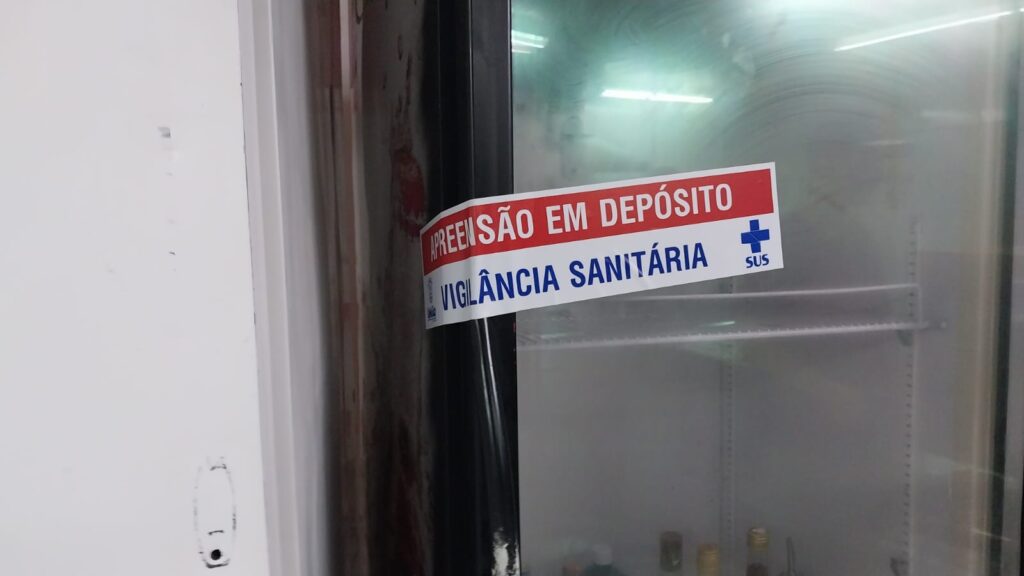 APREENSÃO EM DEPÓSITO
VIGILÂNCIA SANITÁRIA
SUS